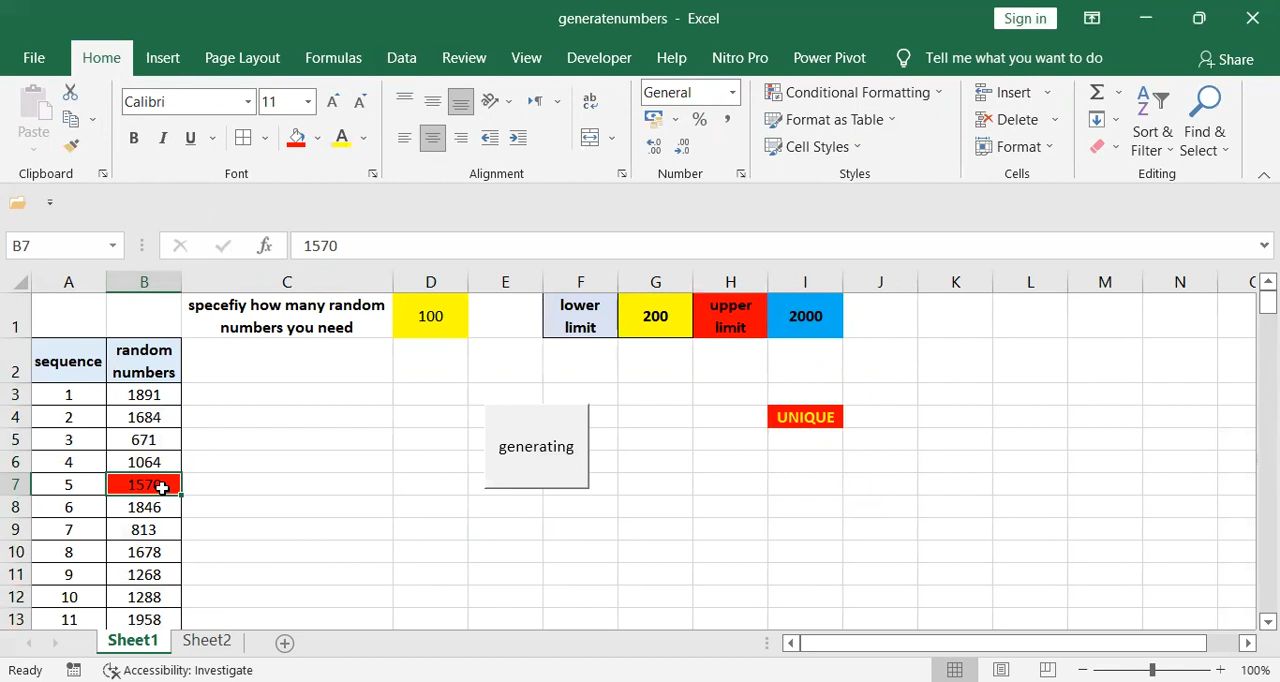 generatenumbers - Excel
Sign in
File Home Insert Page Layout Formulas Data Review View Developer Help Nitro Pro Power Pivot Tell me what you want to do Share
Paste
Clipboard
Calibri 11
B I U A
Font
ab
Alignment
General
% ,
Number
Conditional Formatting
Format as Table
Cell Styles
Styles
Insert
Delete
Format
Cells
Sort & Filter
Find & Select
Editing
B7 fx 1570
A B C D E F G H I J K L M N
1 specefiy how many random numbers you need 100 lower limit 200 upper limit 2000
2 sequence random numbers
3 1 1891
4 2 1684 UNIQUE
5 3 671
6 4 1064
generating
7 5 1570
8 6 1846
9 7 813
10 8 1678
11 9 1268
12 10 1288
13 11 1958
Sheet1 Sheet2
Ready Accessibility: Investigate 100%